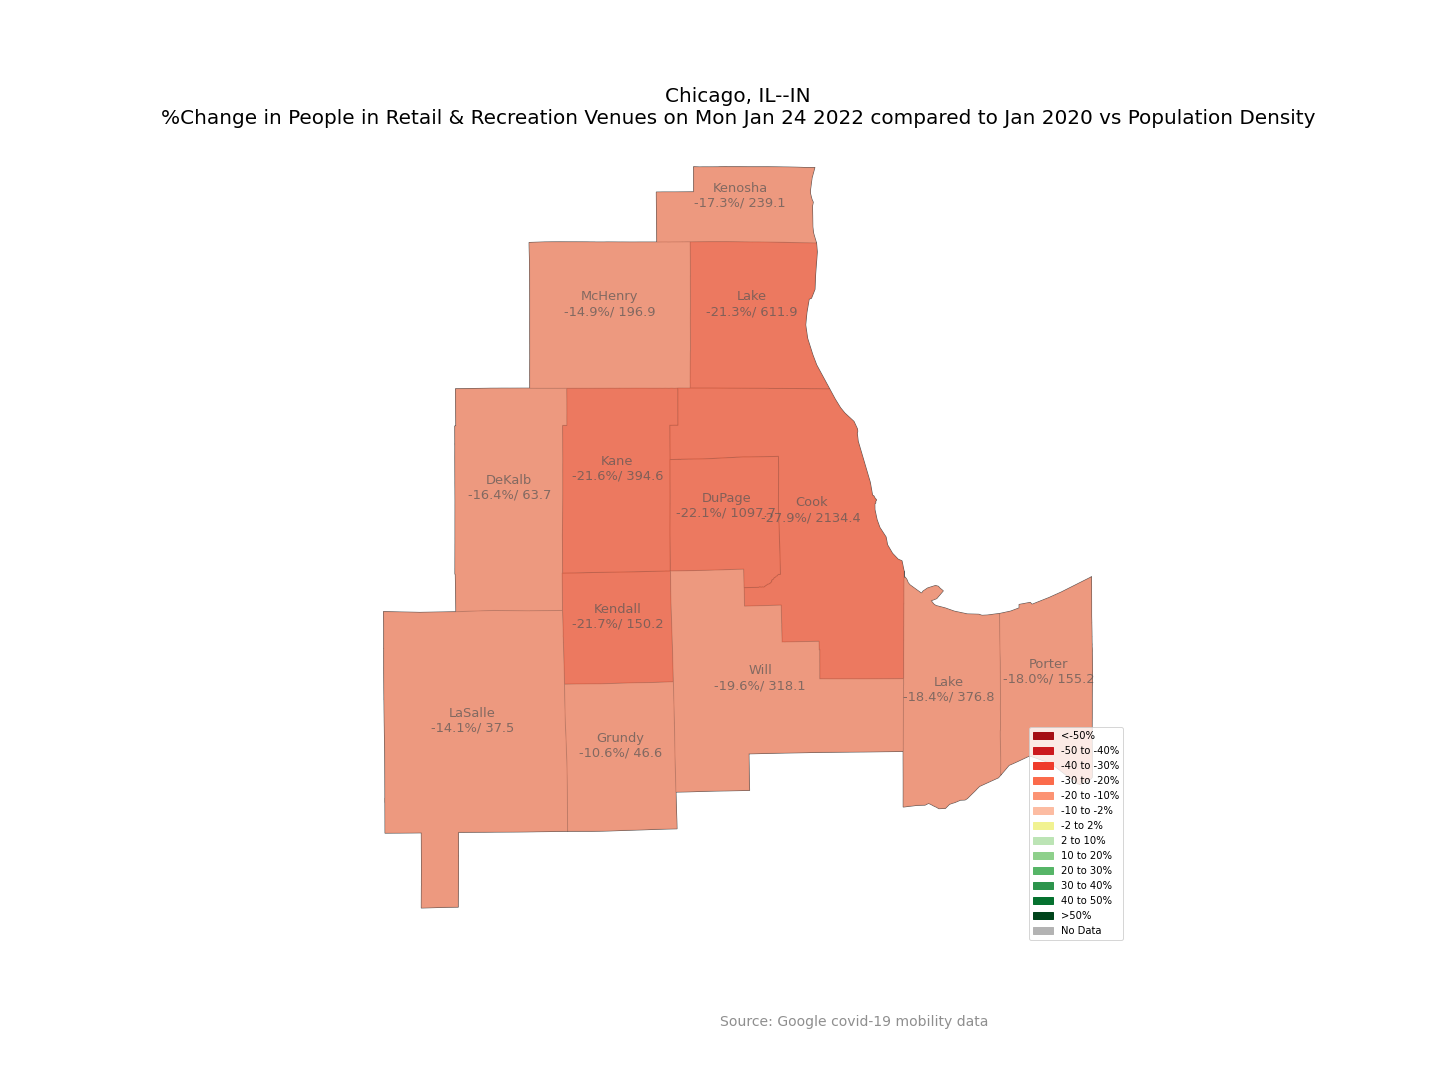 Chicago, IL--IN
%Change in People in Retail & Recreation Venues on Mon Jan 24 2022 compared to Jan 2020 vs Population Density
Kenosha
-17.3%/ 239.1
McHenry
-14.9%/ 196.9
Lake
-21.3%/ 611.9
Kane
-21.6%/ 394.6
DeKalb
-16.4%/ 63.7
DuPage
-22.1%/ 1097.7
Cook
-27.9%/ 2134.4
Kendall
-21.7%/ 150.2
Will
-19.6%/ 318.1
Lake
-18.4%/ 376.8
Porter
-18.0%/ 155.2
LaSalle
-14.1%/ 37.5
Grundy
-10.6%/ 46.6
<-50%
-50 to -40%
-40 to -30%
-30 to -20%
-20 to -10%
-10 to -2%
-2 to 2%
2 to 10%
10 to 20%
20 to 30%
30 to 40%
40 to 50%
>50%
No Data
Source: Google covid-19 mobility data